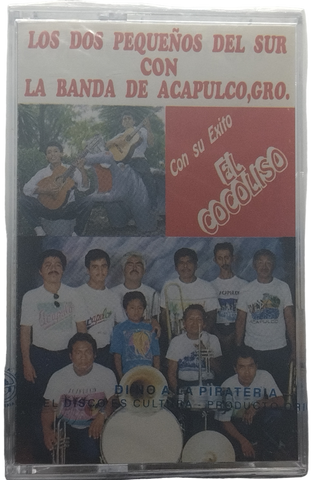 LOS DOS PEQUEÑOS DEL SUR
CON
LA BANDA DE ACAPULCO,GRO.
Con su Exito
EL
COCOLISO
DI NO A LA PIRATERIA
EL DISCO ES CULTURA PRODUCTO